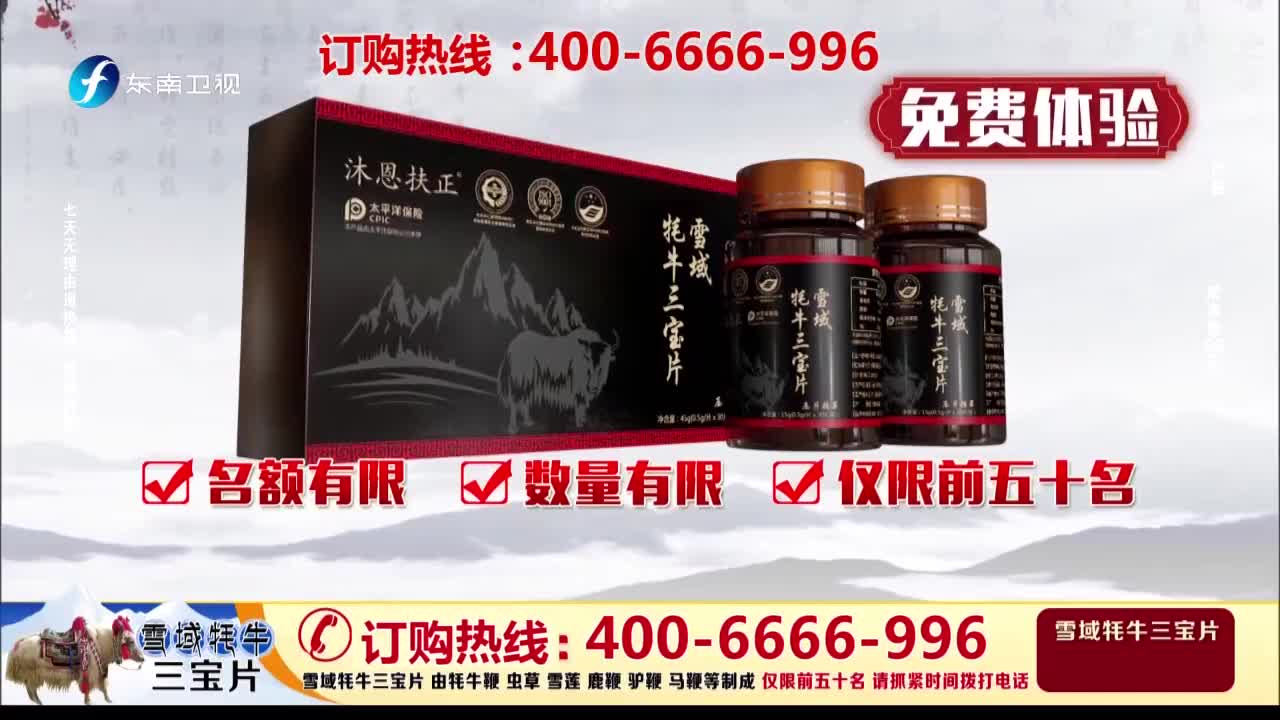 订购热线：400-6666-996
东南卫视
免费体验
沐恩扶正
太平洋保险
CPIC
ISO
9001
雪域
牦牛三宝片
雪域
牦牛三宝片
雪域
牦牛三宝片
名额有限
数量有限
仅限前五十名
雪域牦牛
三宝片
订购热线：400-6666-996
雪域牦牛三宝片 由牦牛鞭 虫草 雪莲 鹿鞭 驴鞭 马鞭等制成 仅限前五十名 请抓紧时间拨打电话
雪域牦牛三宝片